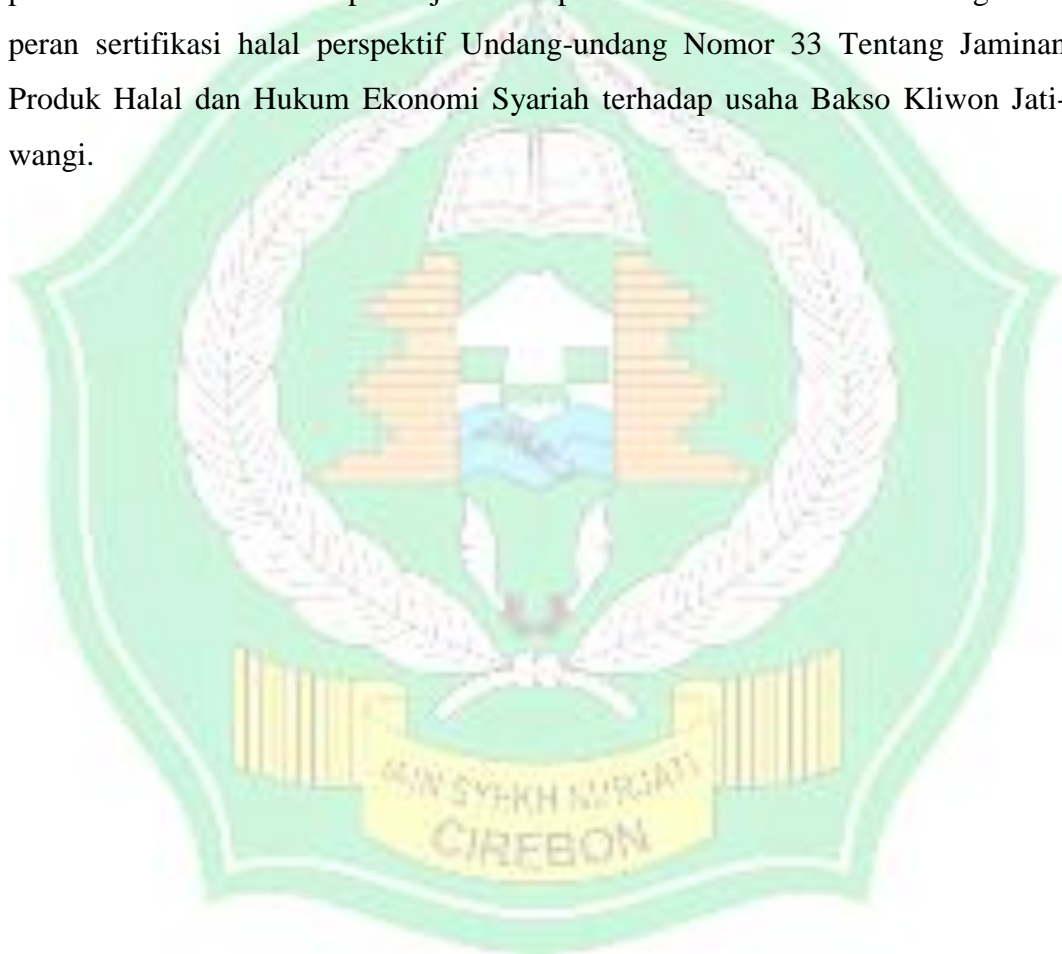 peran sertifikasi halal perspektif Undang-undang Nomor 33 Tentang Jaminan
Produk Halal dan Hukum Ekonomi Syariah terhadap usaha Bakso Kliwon Jati-
wangi.
IAIN SYEKH NURJATI
CIREBON